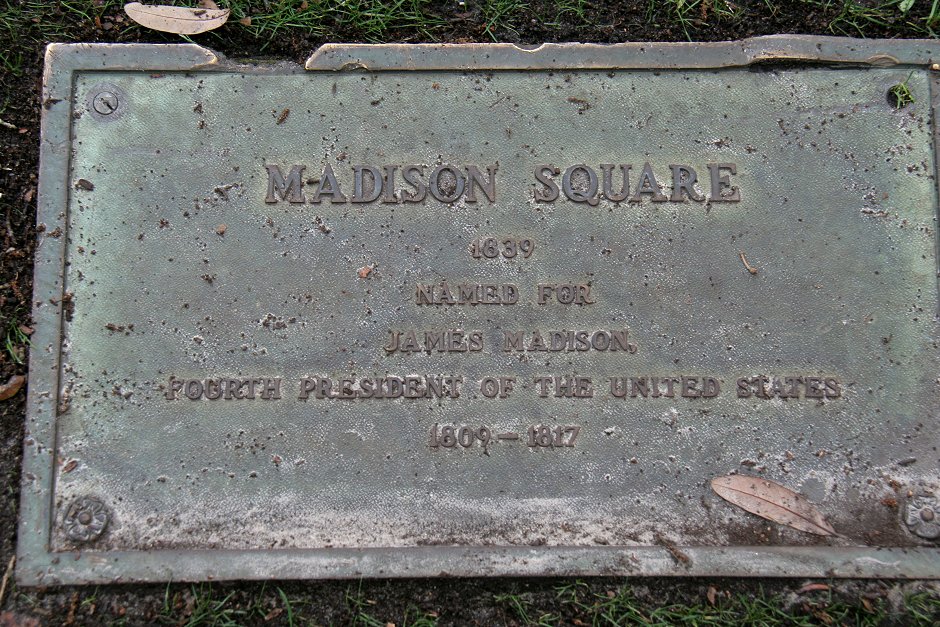 MADISON SQUARE
1839
NAMED FOR
JAMES MADISON,
FOURTH PRESIDENT OF THE UNITED STATES
1809-1817